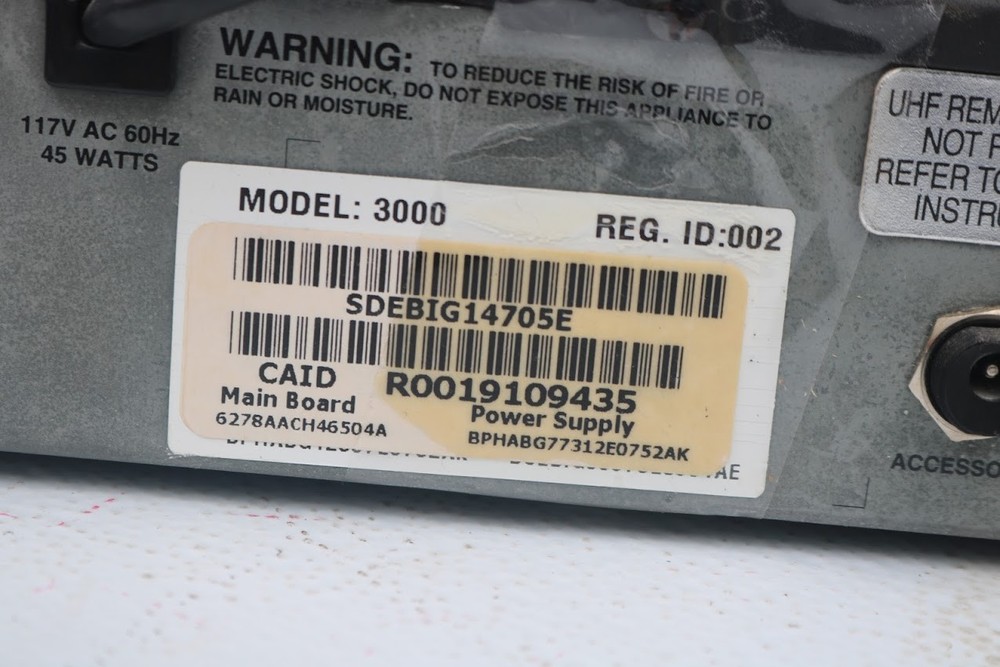 WARNING: TO REDUCE THE RISK OF FIRE OR
ELECTRIC SHOCK, DO NOT EXPOSE THIS APPLIANCE TO
RAIN OR MOISTURE.
117V AC 60Hz
45 WATTS
UHF REM
NOT
REFER TO
INSTRU
MODEL: 3000
REG. ID:002
SDEBIG14705E
CAID
R0019109435
Main Board
Power Supply
6278AACH46504A
BPHABG77312E0752AK
ACCESSO